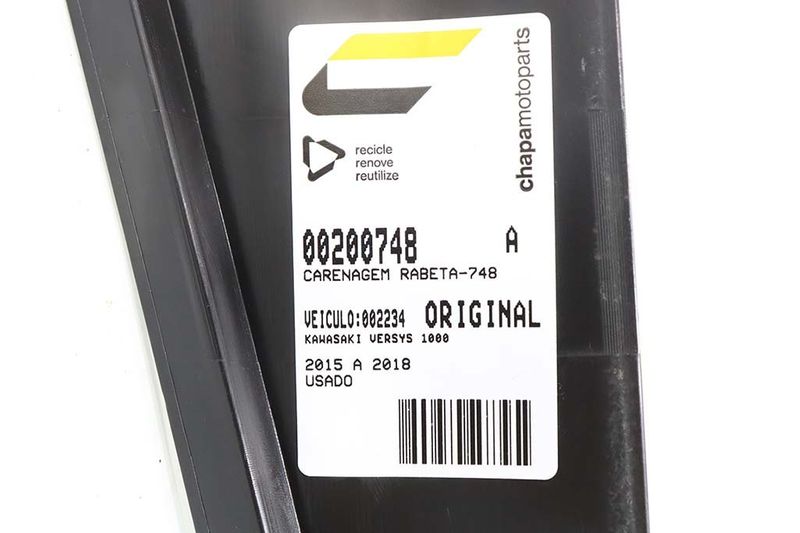 chapamotoparts
recicle
renove
reutilize
00200748 A
CARENAGEM RABETA-748
VEICULO:002234 ORIGINAL
KAWASAKI VERSYS 1000
2015 A 2018
USADO